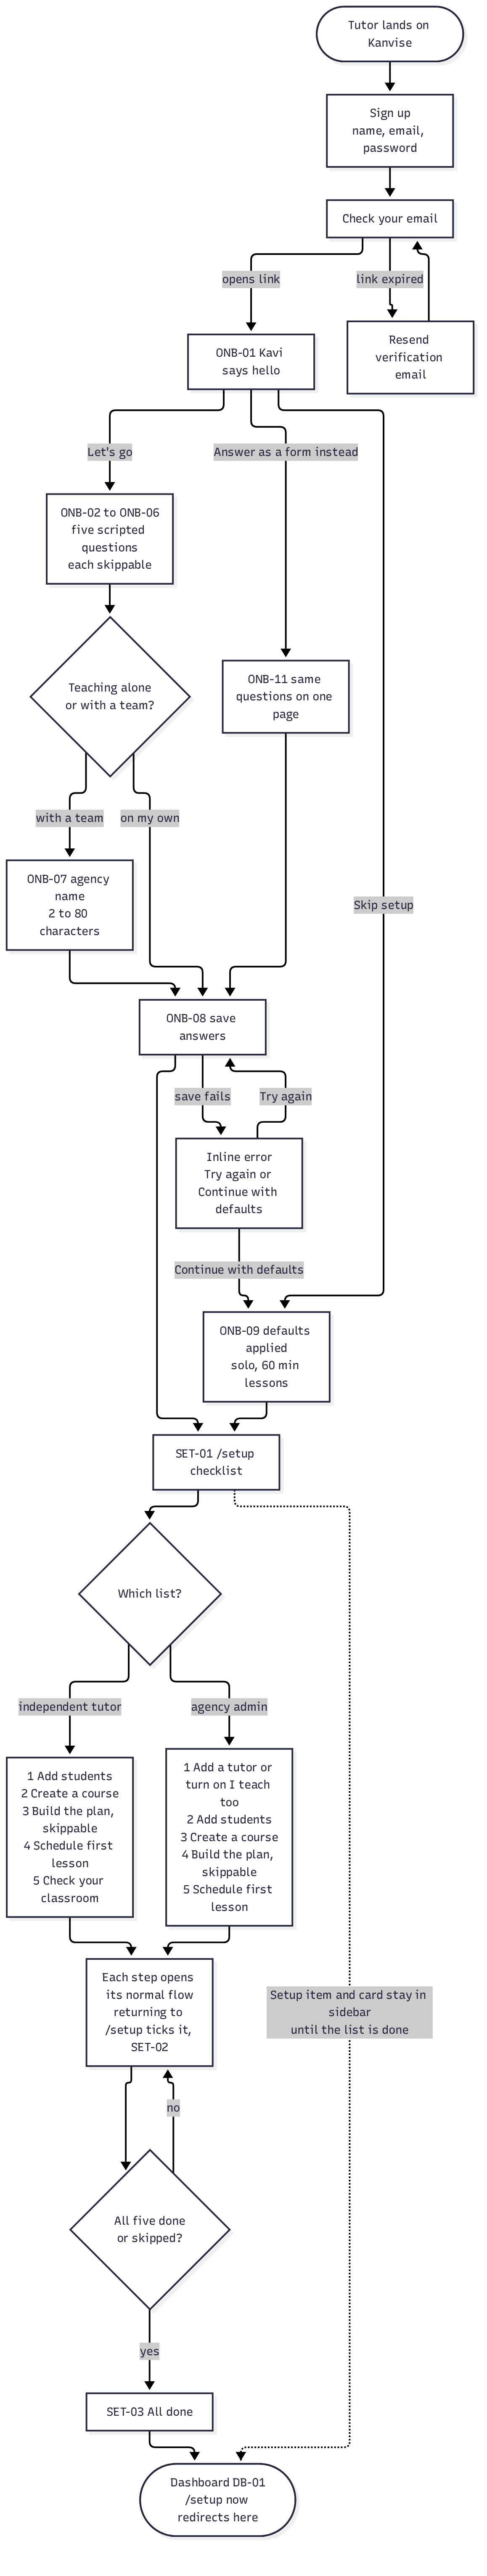 Tutor lands on
Kanvise
Sign up
name, email,
password
Check your email
opens link
link expired
ONB-01 Kavi
says hello
Resend
verification
email
Let's go
Answer as a form instead
ONB-02 to ONB-06
five scripted
questions
each skippable
Teaching alone
or with a team?
ONB-11 same
questions on one
page
with a team
on my own
ONB-07 agency
name
2 to 80
characters
Skip setup
ONB-08 save
answers
save fails
Try again
Inline error
Try again or
Continue with
defaults
Continue with defaults
ONB-09 defaults
applied
solo, 60 min
lessons
SET-01 /setup
checklist
Which list?
independent tutor
agency admin
1 Add students
2 Create a course
3 Build the plan,
skippable
4 Schedule first
lesson
5 Check your
classroom
1 Add a tutor or
turn on I teach
too
2 Add students
3 Create a course
4 Build the plan,
skippable
5 Schedule first
lesson
Each step opens
its normal flow
returning to
/setup ticks it,
SET-02
Setup item and card stay in
sidebar
until the list is done
no
All five done
or skipped?
yes
SET-03 All done
Dashboard DB-01
/setup now
redirects here